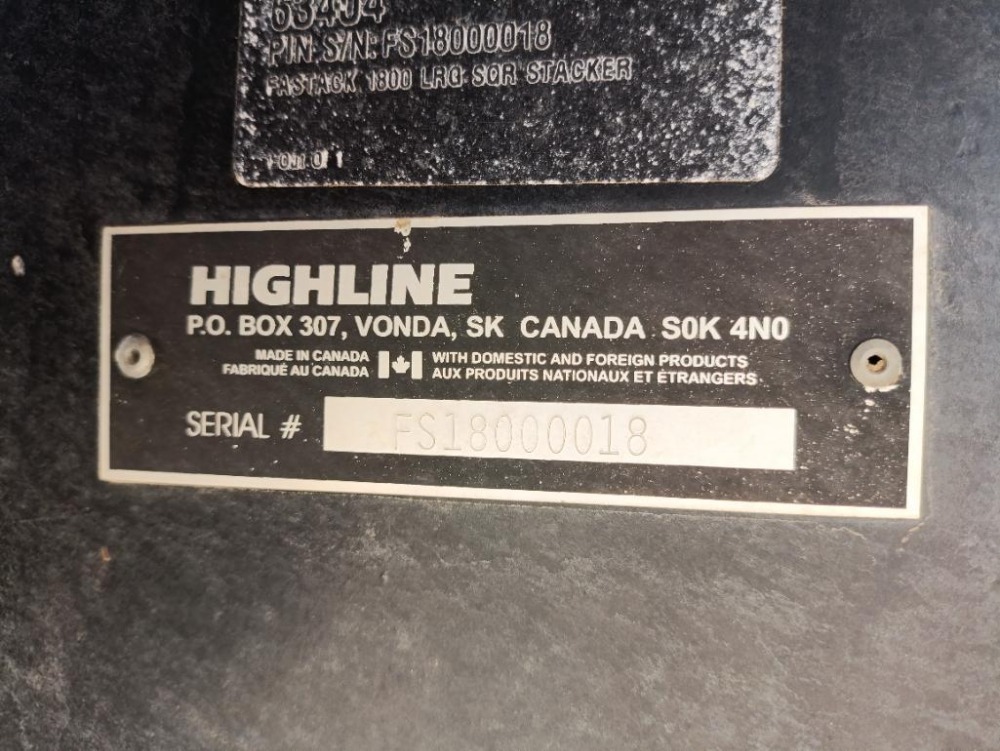 PIN S/N: FS18000018
FASTACK 1800 LRG SQR STACKER
HIGHLINE
P.O. BOX 307, VONDA, SK CANADA S0K 4N0
MADE IN CANADA WITH DOMESTIC AND FOREIGN PRODUCTS
FABRIQUÉ AU CANADA AUX PRODUITS NATIONAUX ET ÉTRANGERS
SERIAL # FS18000018